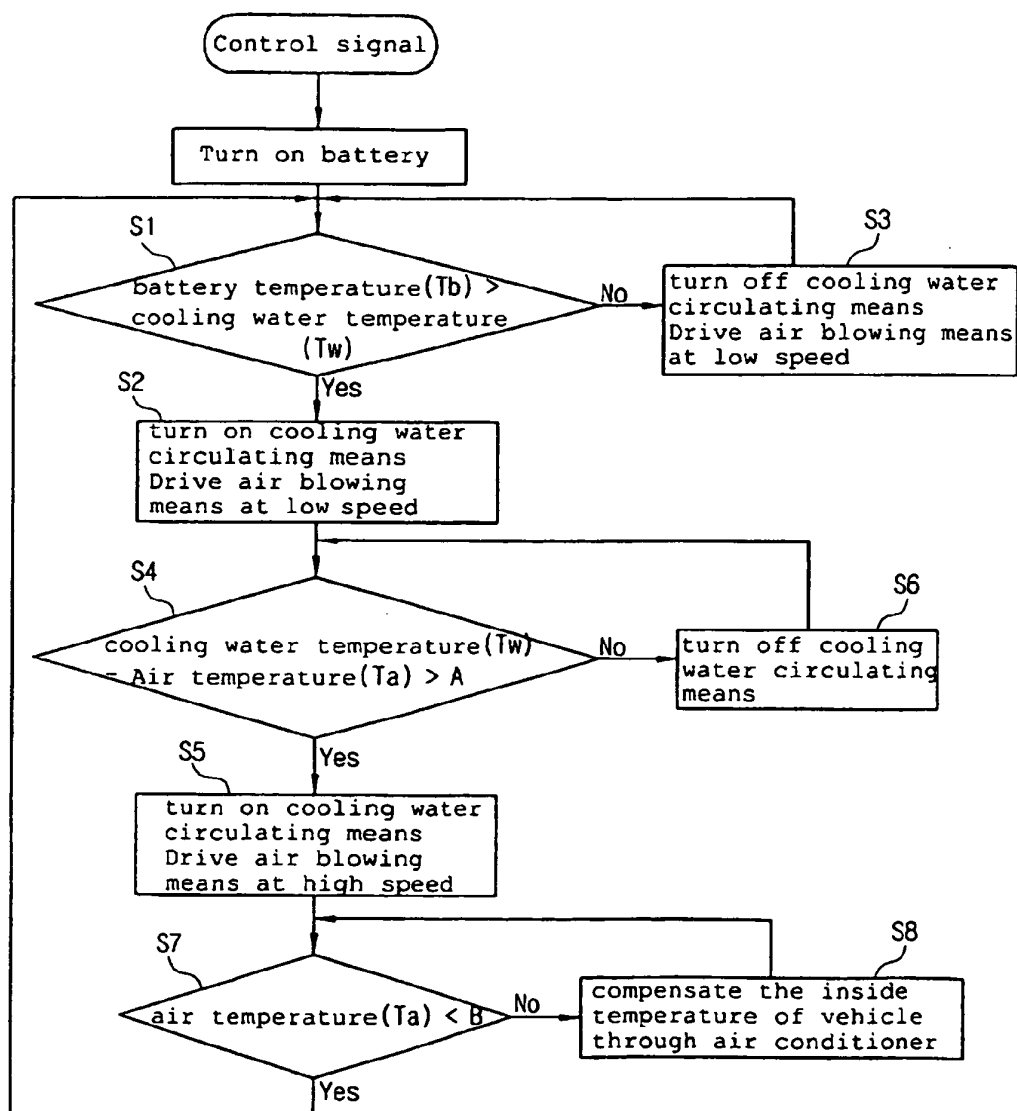 Control signal
Turn on battery
S1
battery temperature(Tb) >
cooling water temperature
(Tw)
No
S3
turn off cooling water
circulating means
Drive air blowing means
at low speed
Yes
S2
turn on cooling water
circulating means
Drive air blowing
means at low speed
S4
cooling water temperature(Tw)
- Air temperature(Ta) > A
No
S6
turn off cooling
water circulating
means
Yes
S5
turn on cooling water
circulating means
Drive air blowing
means at high speed
S7
air temperature(Ta) < B
No
S8
compensate the inside
temperature of vehicle
through air conditioner
Yes